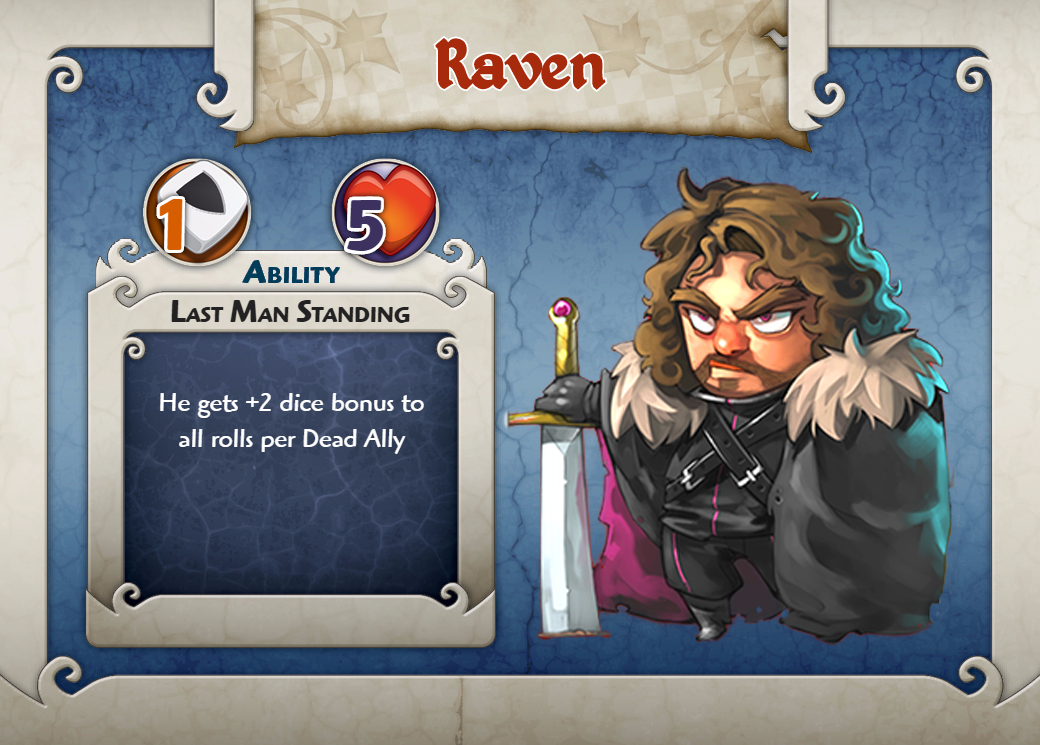 Raven
1
5
Ability
Last Man Standing
He gets +2 dice bonus to
all rolls per Dead Ally